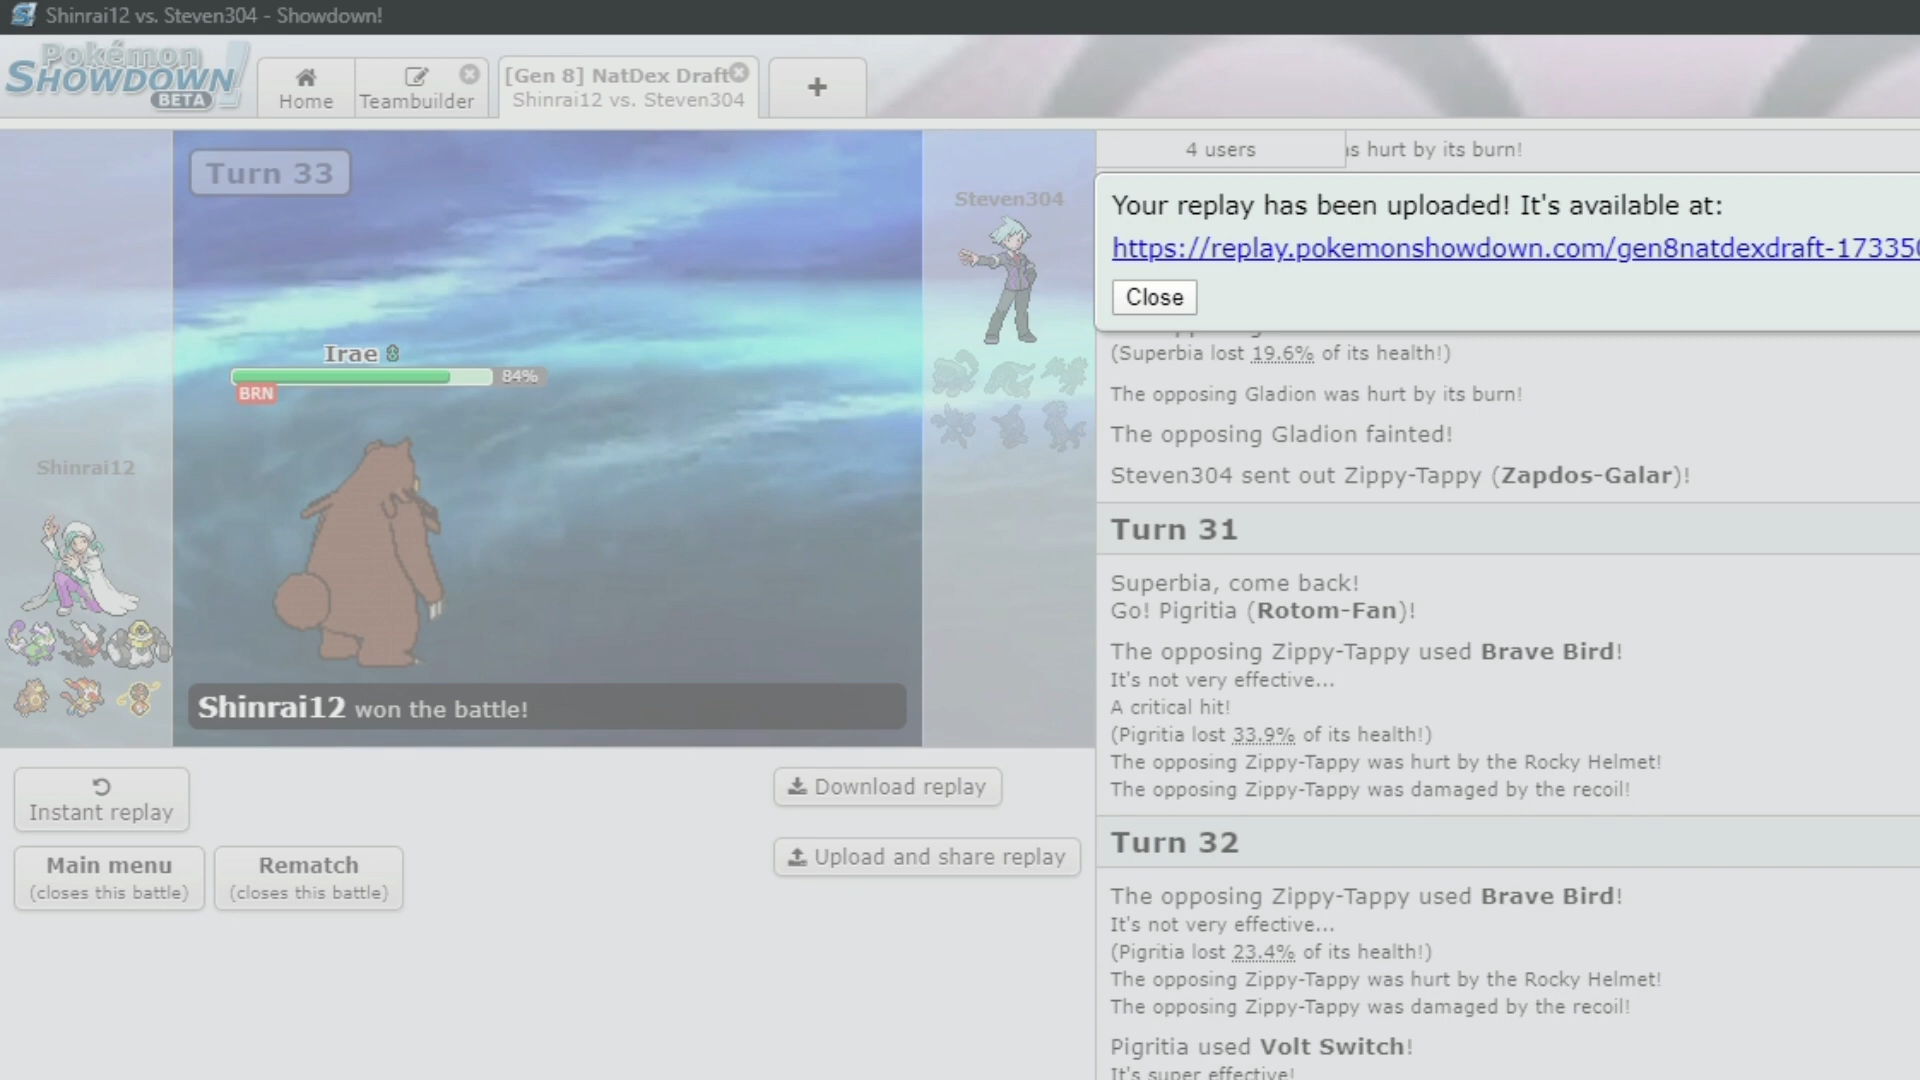 Shinrai12 vs. Steven304 - Showdown!
Pokémon
SHOWDOWN!
BETA
Home
Teambuilder
[Gen 8] NatDex Draft
Shinrai12 vs. Steven304
+
Turn 33
Steven304
Irae
84%
BRN
Shinrai12
Shinrai12 won the battle!
Instant replay
Download replay
Upload and share replay
Main menu
(closes this battle)
Rematch
(closes this battle)
4 users
s hurt by its burn!
Your replay has been uploaded! It's available at:
https://replay.pokemonshowdown.com/gen8natdexdraft-17335
Close
(Superbia lost 19.6% of its health!)
The opposing Gladion was hurt by its burn!
The opposing Gladion fainted!
Steven304 sent out Zippy-Tappy (Zapdos-Galar)!
Turn 31
Superbia, come back!
Go! Pigritia (Rotom-Fan)!
The opposing Zippy-Tappy used Brave Bird!
It's not very effective...
A critical hit!
(Pigritia lost 33.9% of its health!)
The opposing Zippy-Tappy was hurt by the Rocky Helmet!
The opposing Zippy-Tappy was damaged by the recoil!
Turn 32
The opposing Zippy-Tappy used Brave Bird!
It's not very effective...
(Pigritia lost 23.4% of its health!)
The opposing Zippy-Tappy was hurt by the Rocky Helmet!
The opposing Zippy-Tappy was damaged by the recoil!
Pigritia used Volt Switch!
It's super effective!